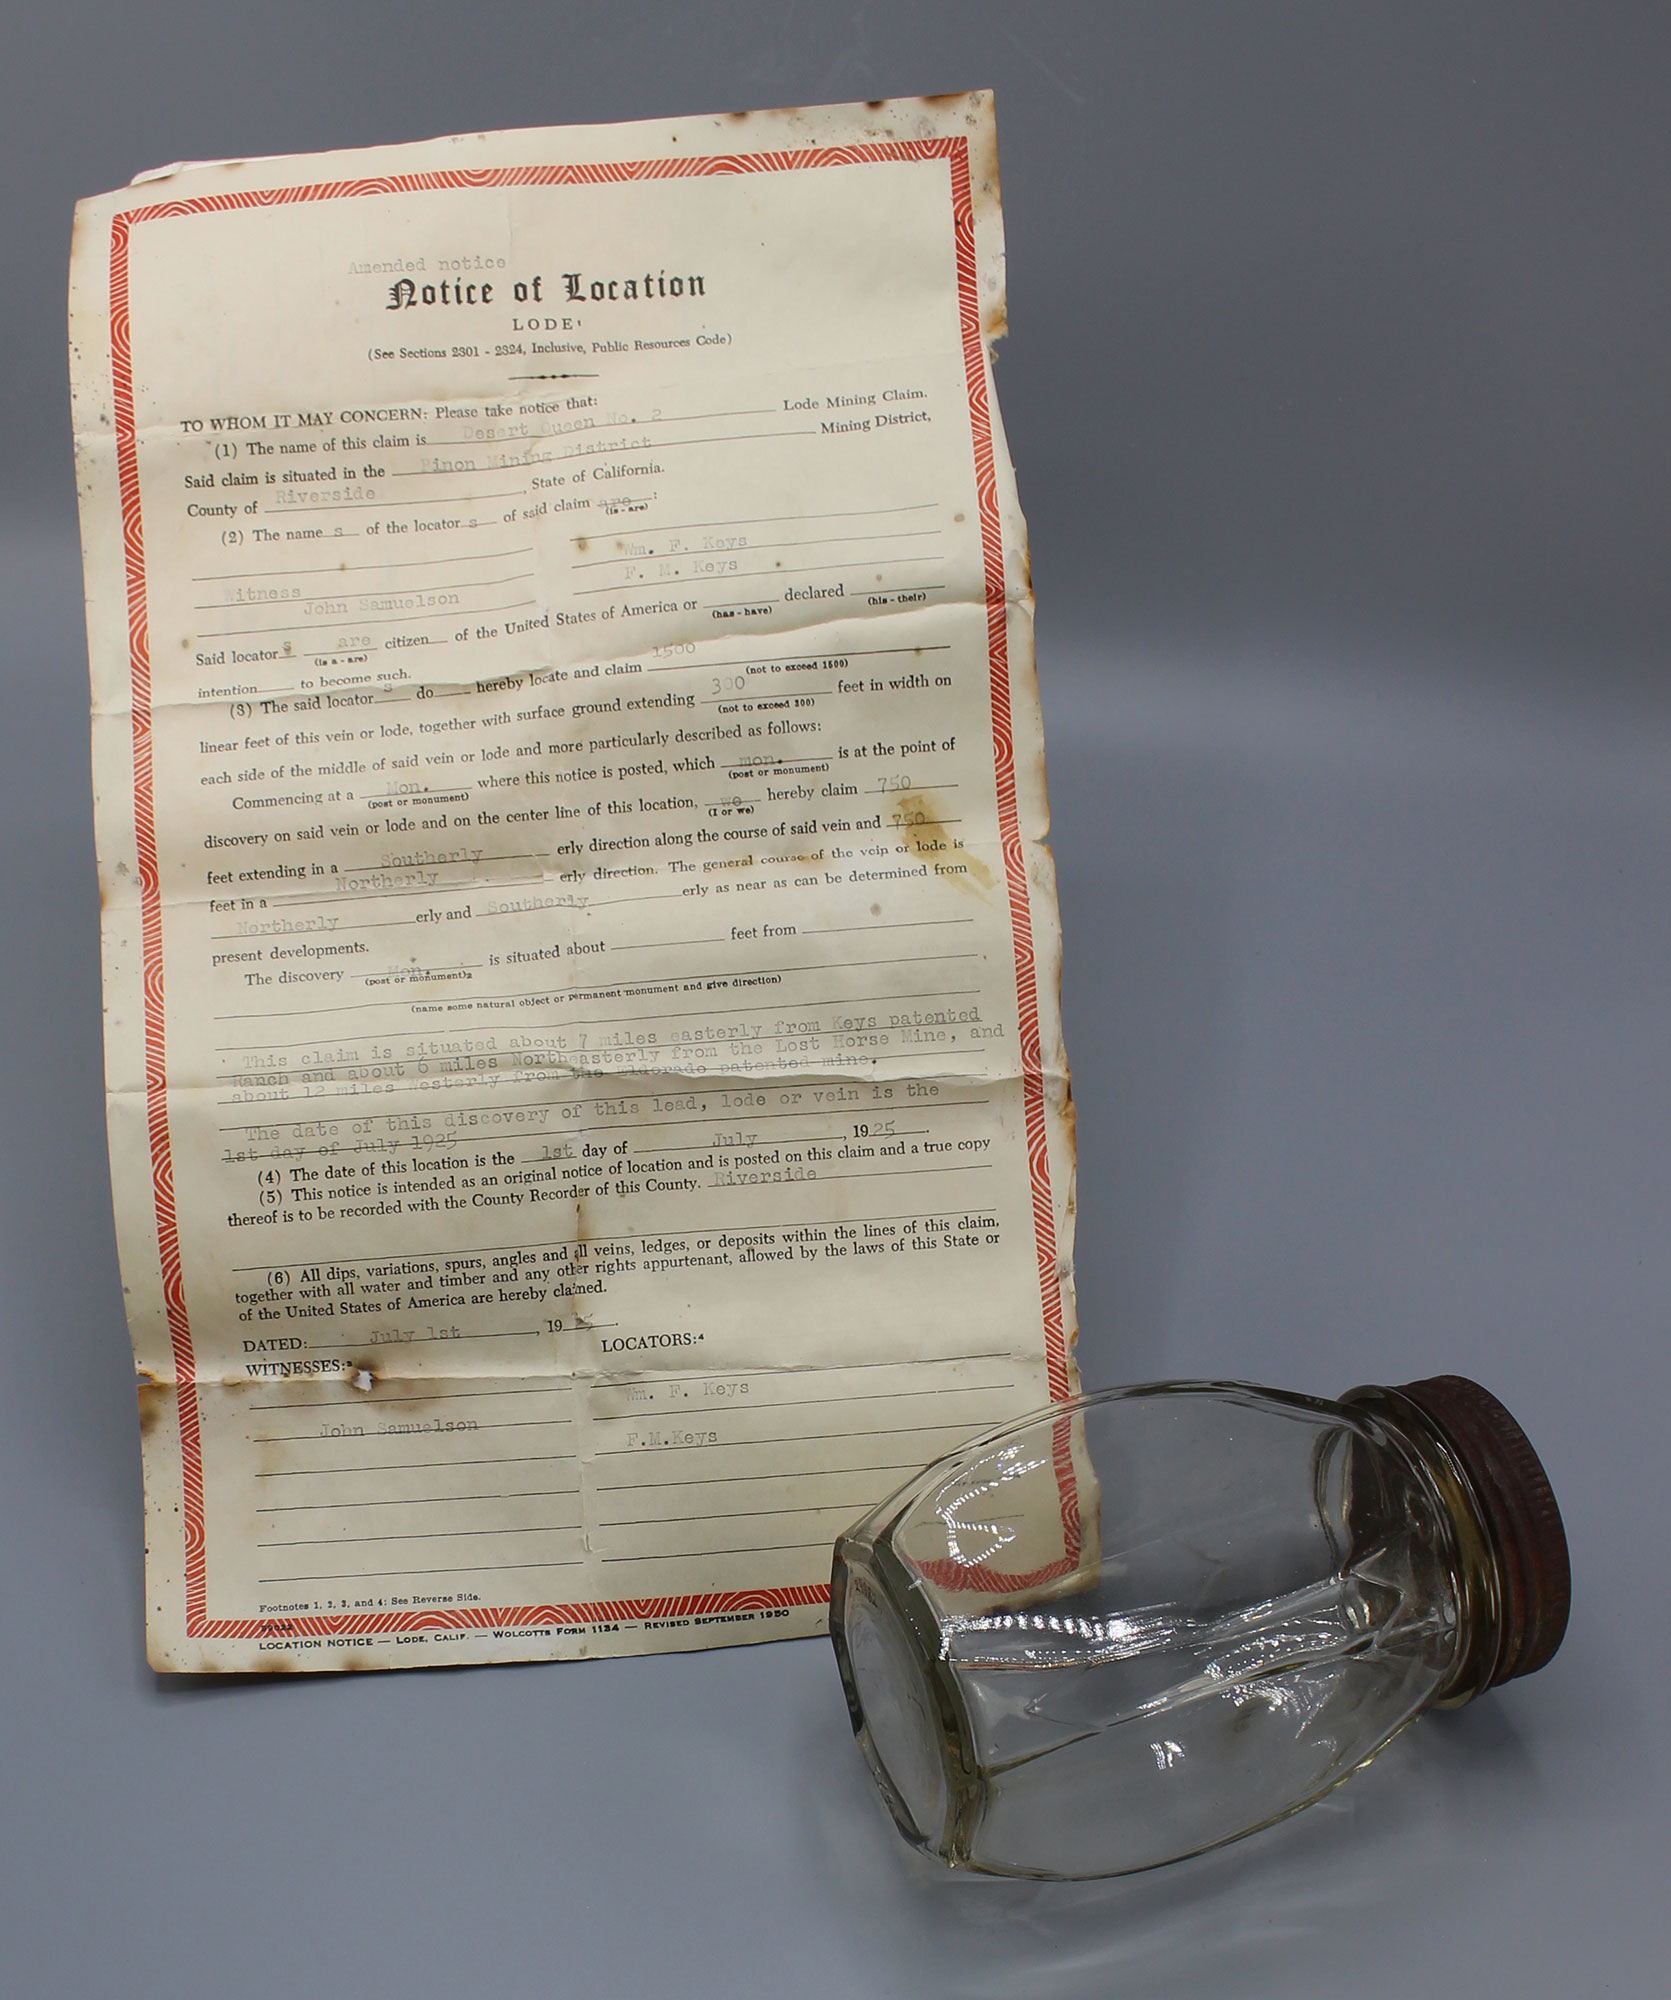 Amended notice
Notice of Location
LODE¹
(See Sections 2301 - 2324, Inclusive, Public Resources Code)
TO WHOM IT MAY CONCERN: Please take notice that:
(1) The name of this claim is Desert Queen No. 2 Lode Mining Claim.
Said claim is situated in the Pinon Mining District Mining District,
County of Riverside, State of California.
(2) The name s of the locator s of said claim are :
(is - are)
Wm. F. Keys
F. M. Keys
Witness
John Samuelson
Said locator s are citizen of the United States of America or declared
(is a - are) (has - have) (his - their)
intention to become such.
(3) The said locator s do hereby locate and claim 1500
(not to exceed 1500)
linear feet of this vein or lode, together with surface ground extending 300 feet in width on
(not to exceed 300)
each side of the middle of said vein or lode and more particularly described as follows:
Commencing at a Mon. where this notice is posted, which mon. is at the point of
(post or monument) (post or monument)
discovery on said vein or lode and on the center line of this location, we hereby claim 750
(I or we)
feet extending in a Southerly erly direction along the course of said vein and 750
feet in a Northerly erly direction. The general course of the vein or lode is
Northerly erly and Southerly erly as near as can be determined from
present developments.
The discovery Mon. is situated about feet from
(post or monument)2
(name some natural object or permanent monument and give direction)
This claim is situated about 7 miles easterly from Keys patented
Ranch and about 6 miles Northeasterly from the Lost Horse Mine, and
about 12 miles Westerly from the Eldorado patented mine.
The date of this discovery of this lead, lode or vein is the
1st day of July 1925
(4) The date of this location is the 1st day of July, 1925.
(5) This notice is intended as an original notice of location and is posted on this claim and a true copy
thereof is to be recorded with the County Recorder of this County. Riverside
(6) All dips, variations, spurs, angles and all veins, ledges, or deposits within the lines of this claim,
together with all water and timber and any other rights appurtenant, allowed by the laws of this State or
of the United States of America are hereby claimed.
DATED: July 1st, 1925.
WITNESSES:³ LOCATORS:⁴
Wm. F. Keys
John Samuelson
F.M.Keys
Footnotes 1, 2, 3, and 4: See Reverse Side.
LOCATION NOTICE — LODE, CALIF. — WOLCOTTS FORM 1134 — REVISED SEPTEMBER 1950